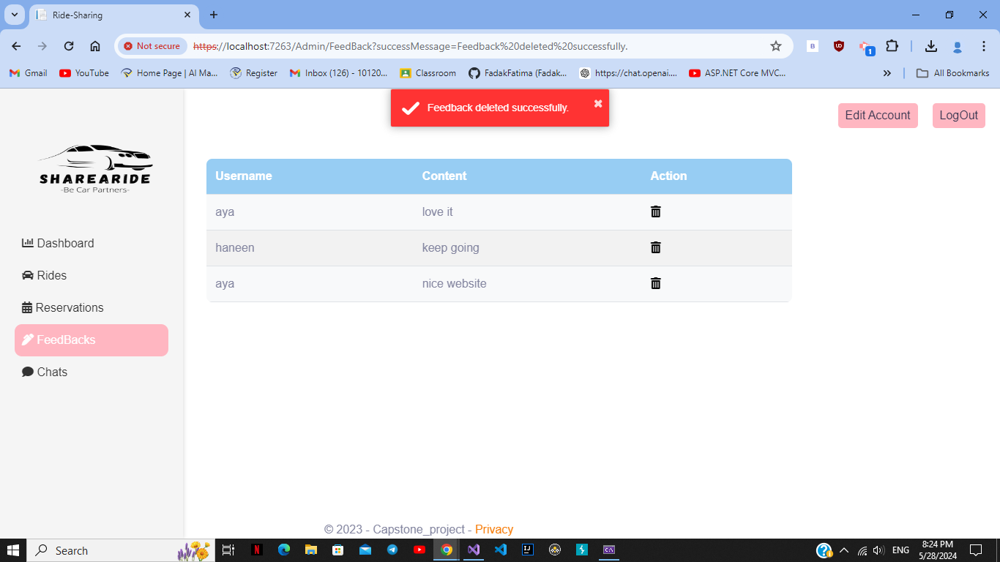 Ride-Sharing
Not secure https://localhost:7263/Admin/FeedBack?successMessage=Feedback%20deleted%20successfully.
B UD 1
Gmail YouTube Home Page | Al Ma... Register Inbox (126) - 10120... Classroom FadakFatima (Fadak... https://chat.openai.... ASP.NET Core MVC... » All Bookmarks
Feedback deleted successfully.
Edit Account LogOut
SHAREARIDE
-Be Car Partners-
Dashboard
Rides
Reservations
FeedBacks
Chats
Username Content Action
aya love it
haneen keep going
aya nice website
© 2023 - Capstone_project - Privacy
Search
N
IJ
C:\
ENG
8:24 PM
5/28/2024